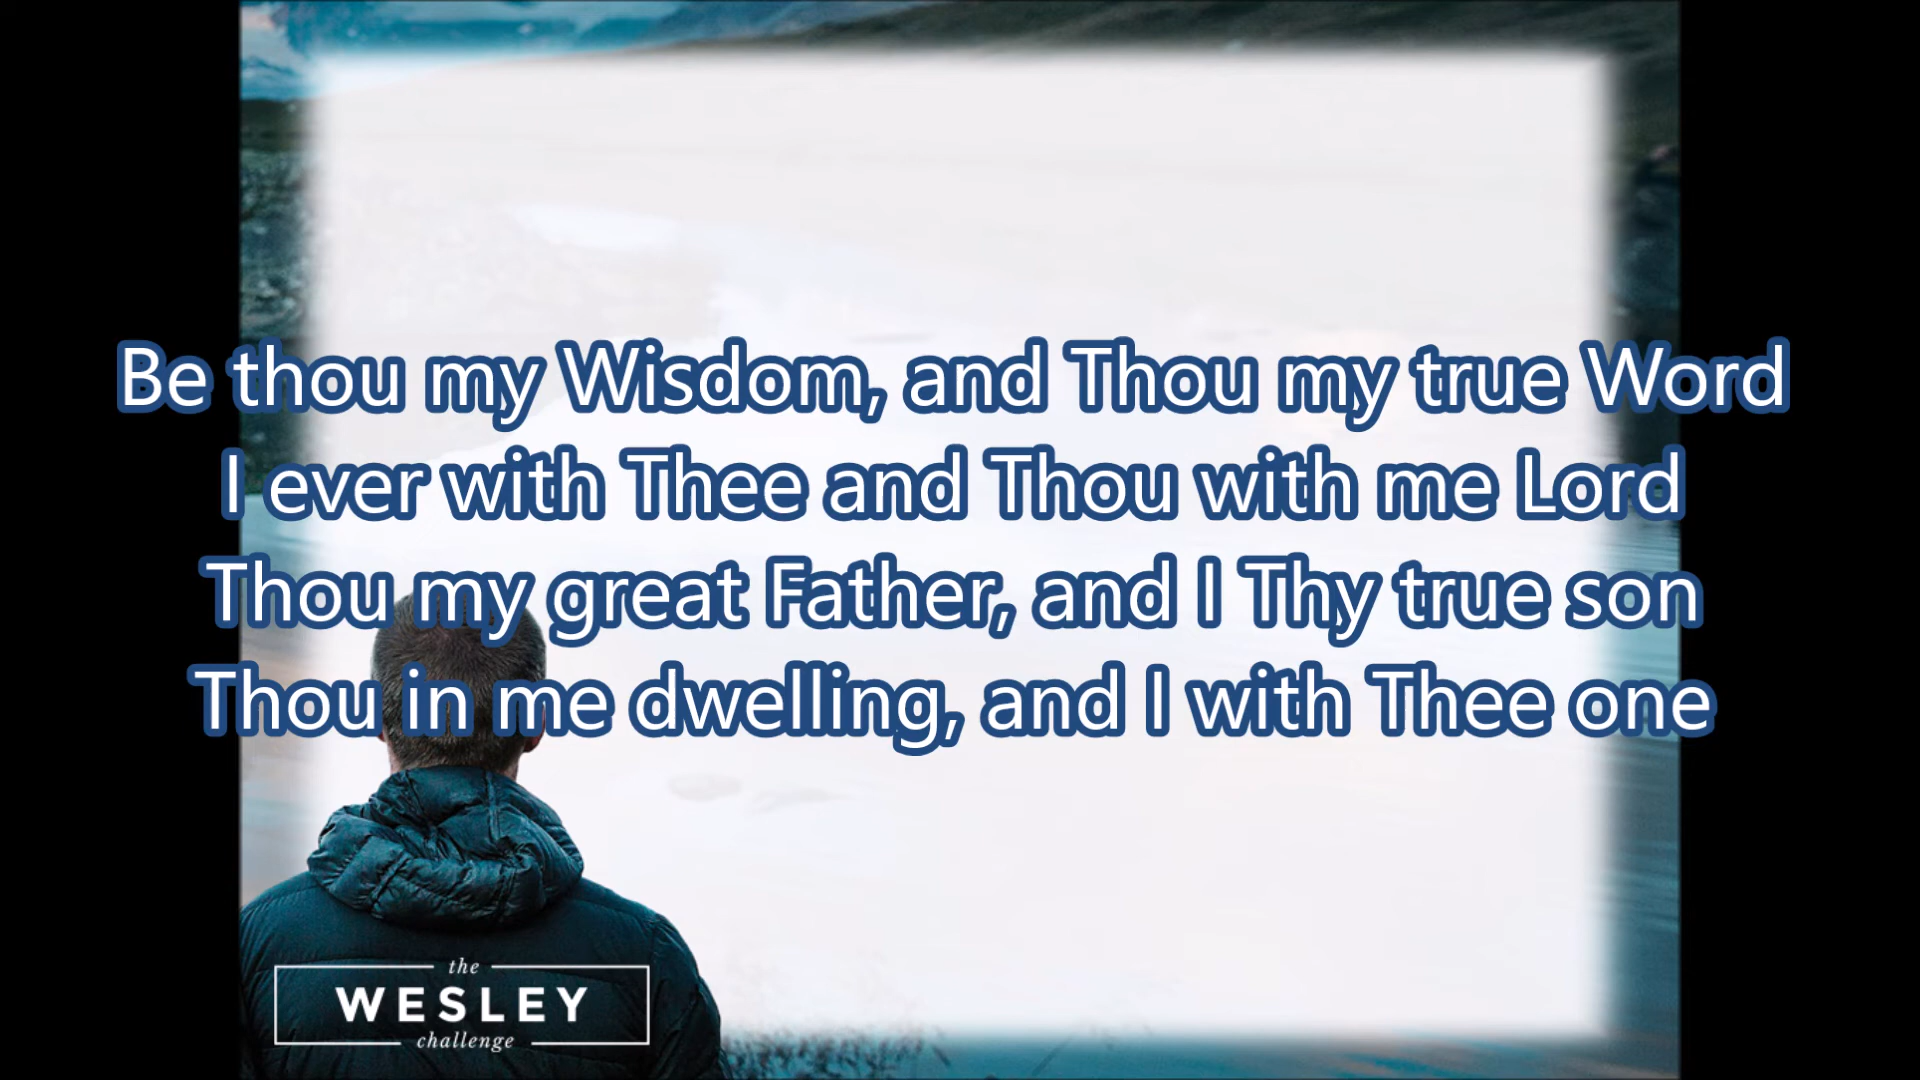 Be thou my Wisdom, and Thou my true Word
I ever with Thee and Thou with me Lord
Thou my great Father, and I Thy true son
Thou in me dwelling, and I with Thee one
the
WESLEY
challenge